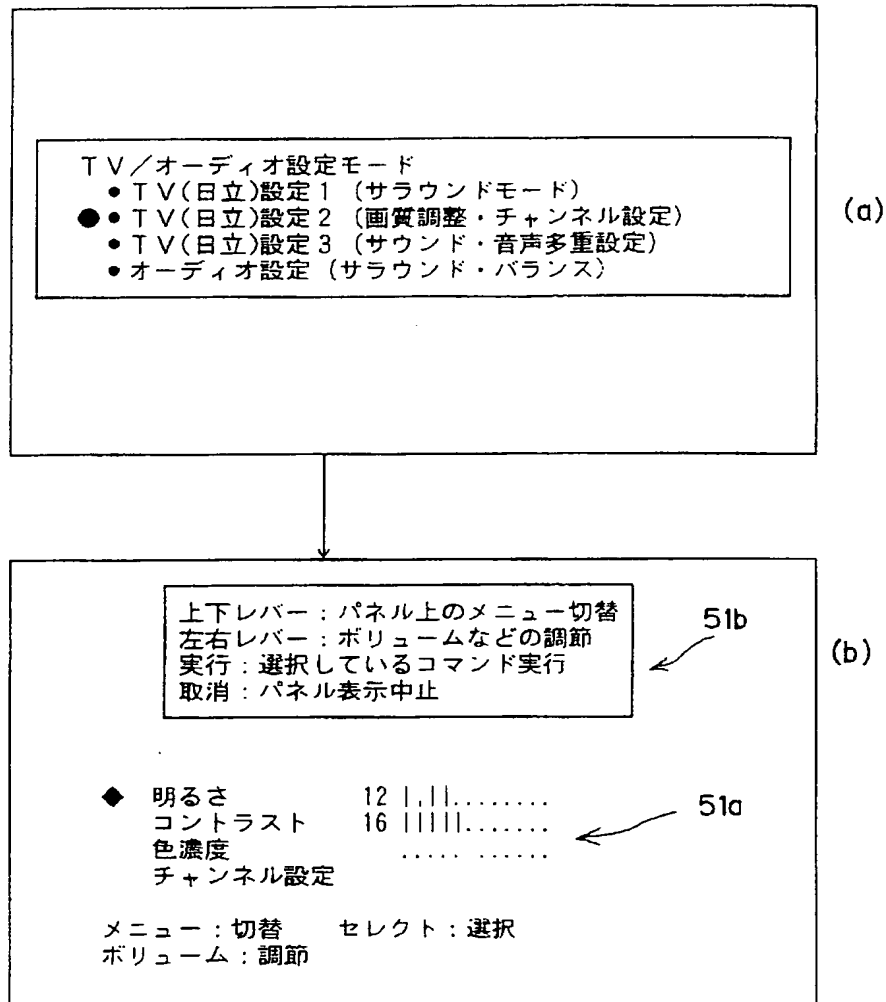 TV/オーディオ設定モード
•TV(日立)設定1(サラウンドモード)
●•TV(日立)設定2(画質調整・チャンネル設定)
•TV(日立)設定3(サウンド・音声多重設定)
•オーディオ設定(サラウンド・バランス)
(a)
上下レバー:パネル上のメニュー切替
左右レバー:ボリュームなどの調節
実行:選択しているコマンド実行
取消:パネル表示中止
51b
(b)
◆ 明るさ 12 |.||........
コントラスト 16 |||||.......
色濃度 ..... ......
チャンネル設定
51a
メニュー:切替 セレクト:選択
ボリューム:調節